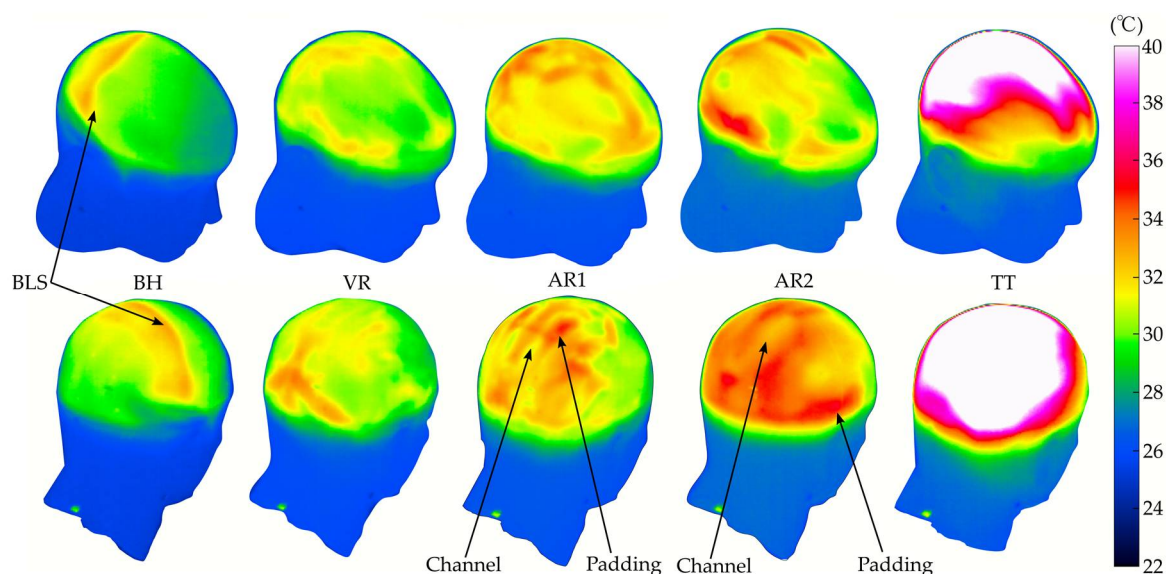 (℃)
40
38
36
34
32
30
28
26
24
22
BLS
BH
VR
AR1
AR2
TT
Channel
Padding
Channel
Padding